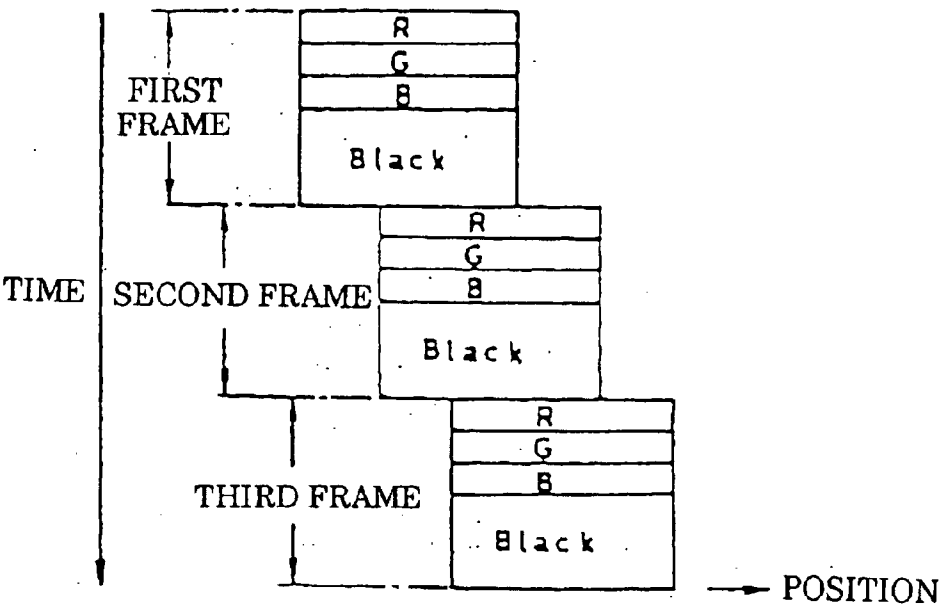 R
G
B
Black
FIRST
FRAME
R
G
B
Black
TIME
SECOND FRAME
R
G
B
Black
THIRD FRAME
POSITION